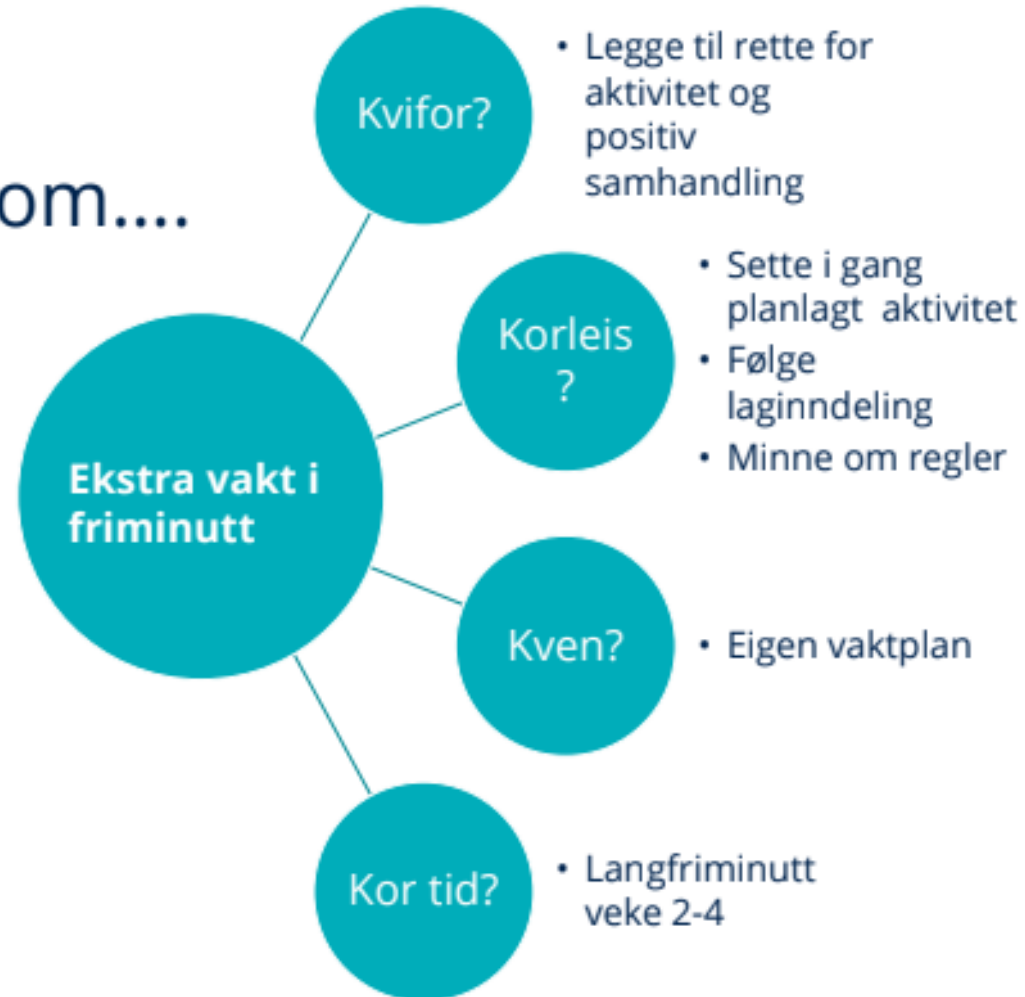 om....
Ekstra vakt i
friminutt
Kvifor?
• Legge til rette for
aktivitet og
positiv
samhandling
Korleis
?
• Sette i gang
planlagt aktivitet
• Følge
laginndeling
• Minne om regler
Kven?
• Eigen vaktplan
Kor tid?
• Langfriminutt
veke 2-4